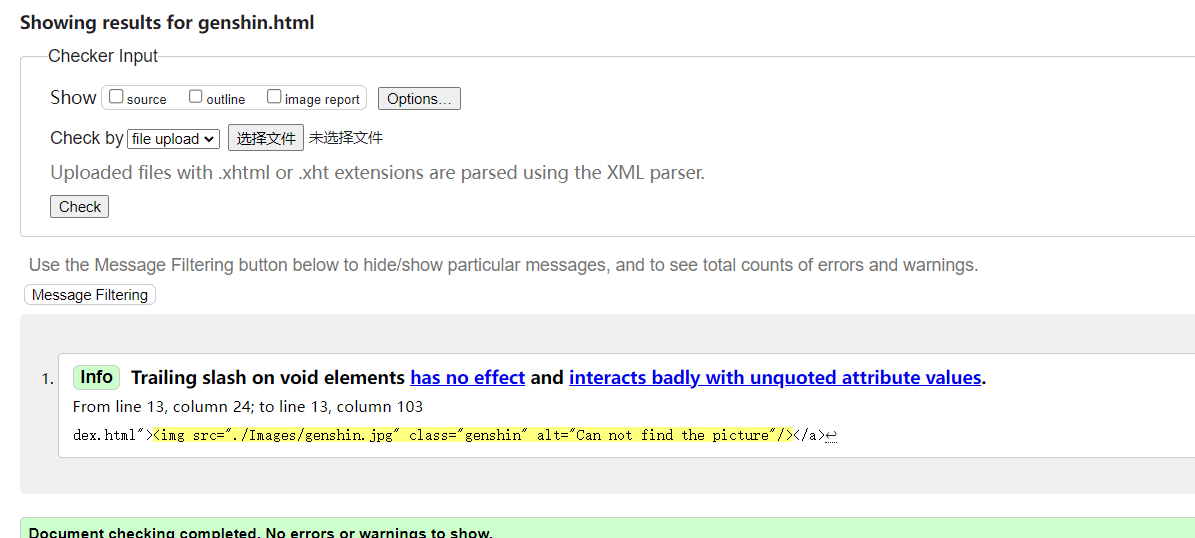 Showing results for genshin.html
Checker Input
Show source outline image report Options...
Check by file upload 选择文件 未选择文件
Uploaded files with .xhtml or .xht extensions are parsed using the XML parser.
Check
Use the Message Filtering button below to hide/show particular messages, and to see total counts of errors and warnings.
Message Filtering
1. Info Trailing slash on void elements has no effect and interacts badly with unquoted attribute values.
From line 13, column 24; to line 13, column 103
dex.html"><img src="./Images/genshin.jpg" class="genshin" alt="Can not find the picture"/></a>↩
Document checking completed. No errors or warnings to show.